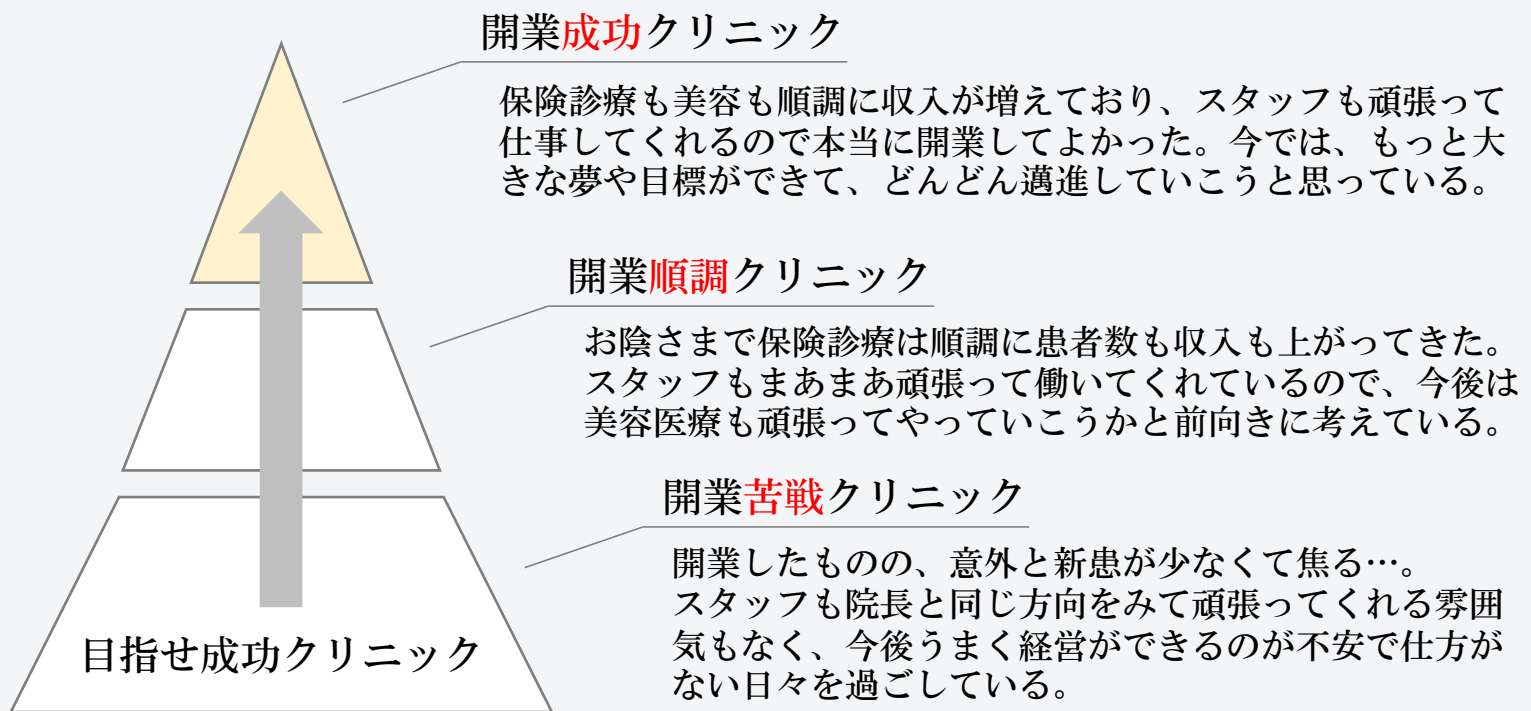 開業成功クリニック
保険診療も美容も順調に収入が増えており、スタッフも頑張って
仕事してくれるので本当に開業してよかった。今では、もっと大
きな夢や目標ができて、どんどん邁進していこうと思っている。
開業順調クリニック
お陰さまで保険診療は順調に患者数も収入も上がってきた。
スタッフもまあまあ頑張って働いてくれているので、今後は
美容医療も頑張ってやっていこうかと前向きに考えている。
開業苦戦クリニック
開業したものの、意外と新患が少なくて焦る…。
スタッフも院長と同じ方向をみて頑張ってくれる雰囲
気もなく、今後うまく経営ができるのが不安で仕方が
ない日々を過ごしている。
目指せ成功クリニック